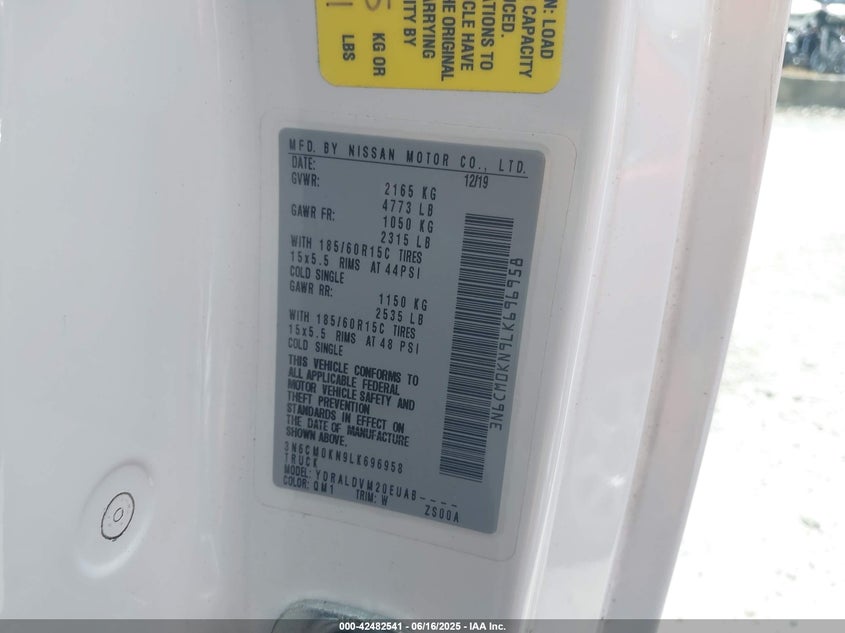 N: LOAD
CAPACITY
CED.
ATIONS TO
CLE HAVE
HE ORIGINAL
ARRYING
CITY BY
KG OR
LBS
MFD. BY NISSAN MOTOR CO., LTD.
DATE: 12/19
GVWR: 2165 KG
4773 LB
GAWR FR: 1050 KG
2315 LB
WITH 185/60R15C TIRES
15x5.5 RIMS AT 44PSI
COLD SINGLE
GAWR RR: 1150 KG
2535 LB
WITH 185/60R15C TIRES
15x5.5 RIMS AT 48 PSI
COLD SINGLE
THIS VEHICLE CONFORMS TO
ALL APPLICABLE FEDERAL
MOTOR VEHICLE SAFETY AND
THEFT PREVENTION
STANDARDS IN EFFECT ON
THE DATE OF MANUFACTURE
SHOWN ABOVE.
3N6CM0KN9LK696958
TRUCK
MODEL: YDRALDVM20EUAB----
COLOR: QM1 TRIM: W ZS00A
3N6CM0KN9LK696958
000-42482541 - 06/16/2025 - IAA Inc.